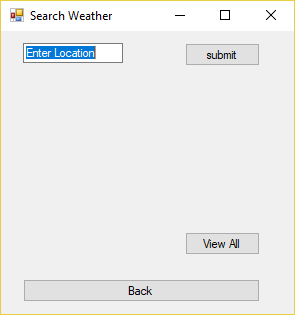 Search Weather
Enter Location
submit
View All
Back